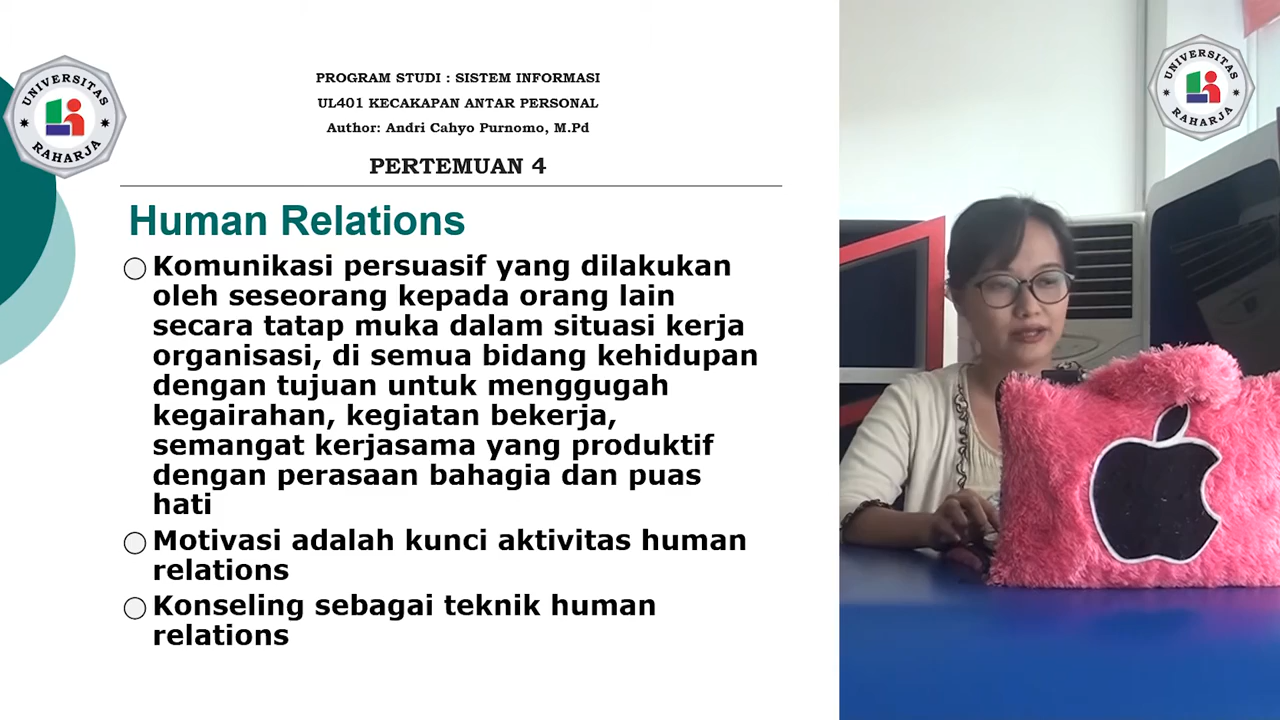 UNIVERSITAS
RAHARJA
PROGRAM STUDI : SISTEM INFORMASI
UL401 KECAKAPAN ANTAR PERSONAL
Author: Andri Cahyo Purnomo, M.Pd
PERTEMUAN 4
Human Relations
Komunikasi persuasif yang dilakukan
oleh seseorang kepada orang lain
secara tatap muka dalam situasi kerja
organisasi, di semua bidang kehidupan
dengan tujuan untuk menggugah
kegairahan, kegiatan bekerja,
semangat kerjasama yang produktif
dengan perasaan bahagia dan puas
hati
Motivasi adalah kunci aktivitas human
relations
Konseling sebagai teknik human
relations
UNIVERSITAS
RAHARJA